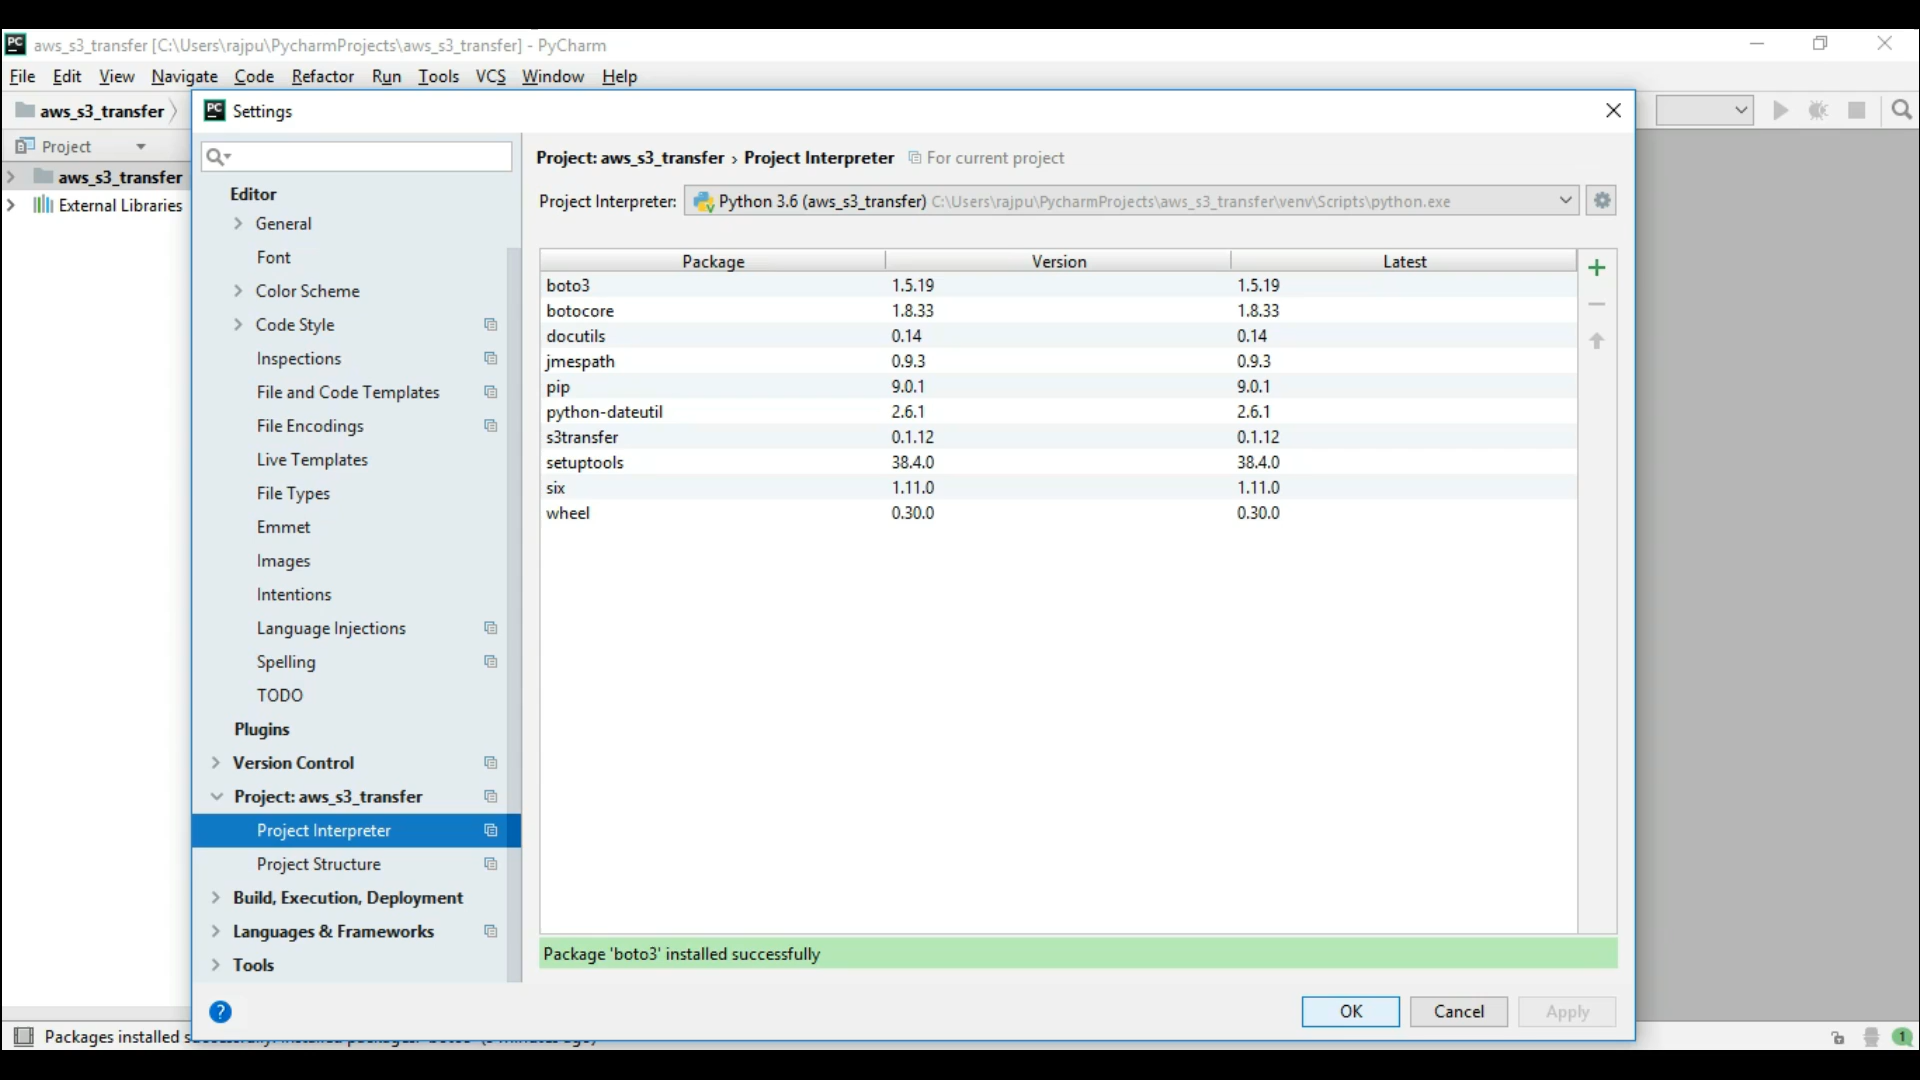 PC aws_s3_transfer [C:\Users\rajpu\PycharmProjects\aws_s3_transfer] - PyCharm
File Edit View Navigate Code Refactor Run Tools VCS Window Help
aws_s3_transfer
Project
aws_s3_transfer
External Libraries
PC Settings
Editor
General
Font
Color Scheme
Code Style
Inspections
File and Code Templates
File Encodings
Live Templates
File Types
Emmet
Images
Intentions
Language Injections
Spelling
TODO
Plugins
Version Control
Project: aws_s3_transfer
Project Interpreter
Project Structure
Build, Execution, Deployment
Languages & Frameworks
Tools
Project: aws_s3_transfer › Project Interpreter For current project
Project Interpreter: Python 3.6 (aws_s3_transfer) C:\Users\rajpu\PycharmProjects\aws_s3_transfer\venv\Scripts\python.exe
Package Version Latest
boto3 1.5.19 1.5.19
botocore 1.8.33 1.8.33
docutils 0.14 0.14
jmespath 0.9.3 0.9.3
pip 9.0.1 9.0.1
python-dateutil 2.6.1 2.6.1
s3transfer 0.1.12 0.1.12
setuptools 38.4.0 38.4.0
six 1.11.0 1.11.0
wheel 0.30.0 0.30.0
Package 'boto3' installed successfully
? OK Cancel Apply
Packages installed
1